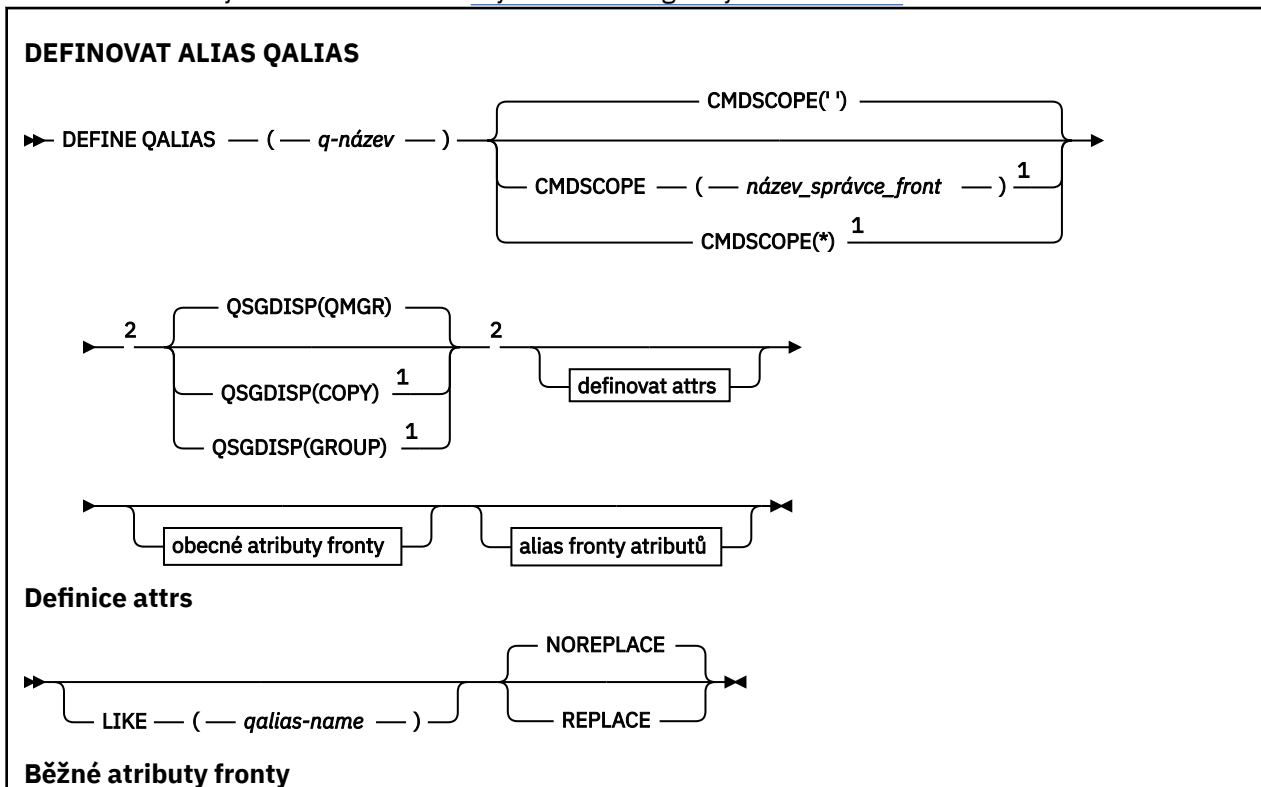 DEFINOVAT ALIAS QALIAS
CMDSCOPE(' ')
DEFINE QALIAS ( q-název )
CMDSCOPE ( název_správce_front ) 1
CMDSCOPE(*) 1
QSGDISP(QMGR)
2 2
QSGDISP(COPY) 1
definovat attrs
QSGDISP(GROUP) 1
obecné atributy fronty
alias fronty atributů
Definice attrs
NOREPLACE
LIKE ( qalias-name )
REPLACE
Běžné atributy fronty